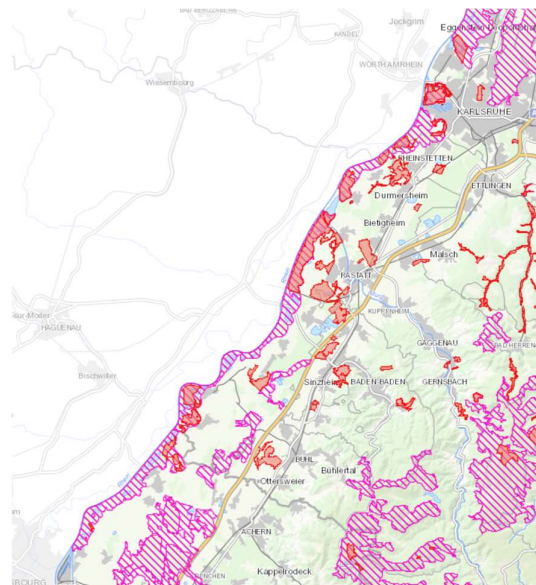 Jockgrim
KANDEL
WÖRTH AM RHEIN
Wissembourg
KARLSRUHE
RHEINSTETTEN
ETTLINGEN
Durmersheim
Bietigheim
Malsch
RASTATT
KUPPENHEIM
HAGUENAU
GAGGENAU
Bischwiller
Sinzheim
BADEN-BADEN
GERNSBACH
BÜHL
Bühlertal
Ottersweier
ACHERN
Kappelrodeck